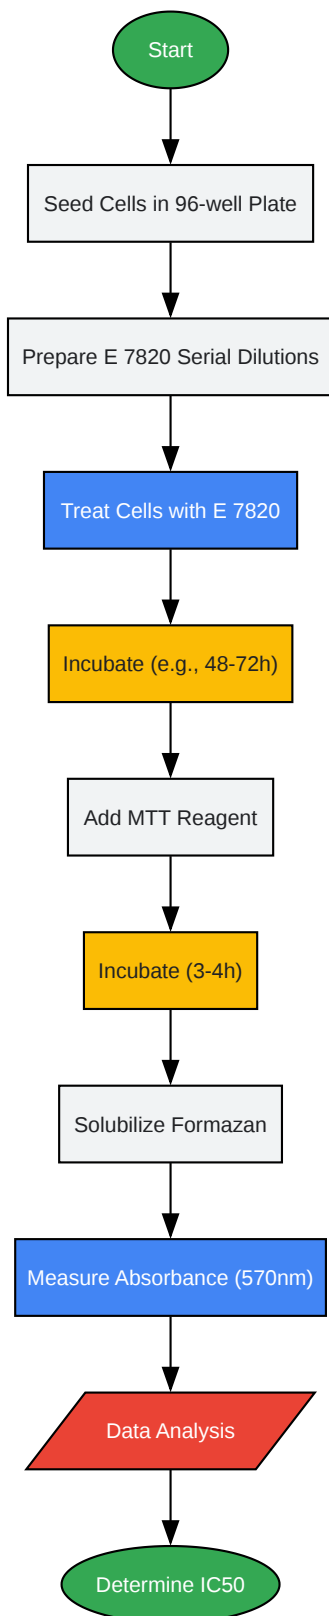 Start
Seed Cells in 96-well Plate
Prepare E 7820 Serial Dilutions
Treat Cells with E 7820
Incubate (e.g., 48-72h)
Add MTT Reagent
Incubate (3-4h)
Solubilize Formazan
Measure Absorbance (570nm)
Data Analysis
Determine IC50